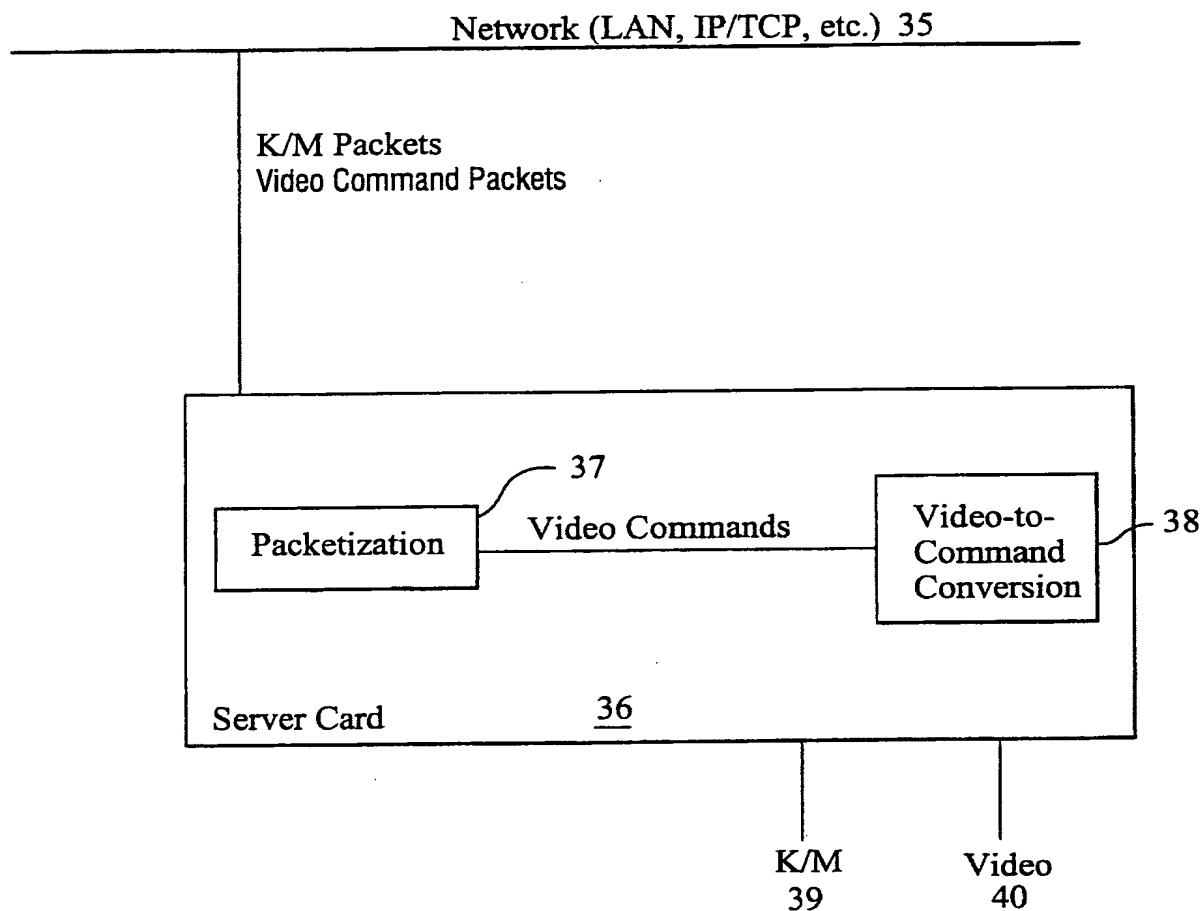 Network (LAN, IP/TCP, etc.) 35
K/M Packets
Video Command Packets
37
Packetization
Video Commands
Video-to-
Command
Conversion
38
Server Card
36
K/M
39
Video
40